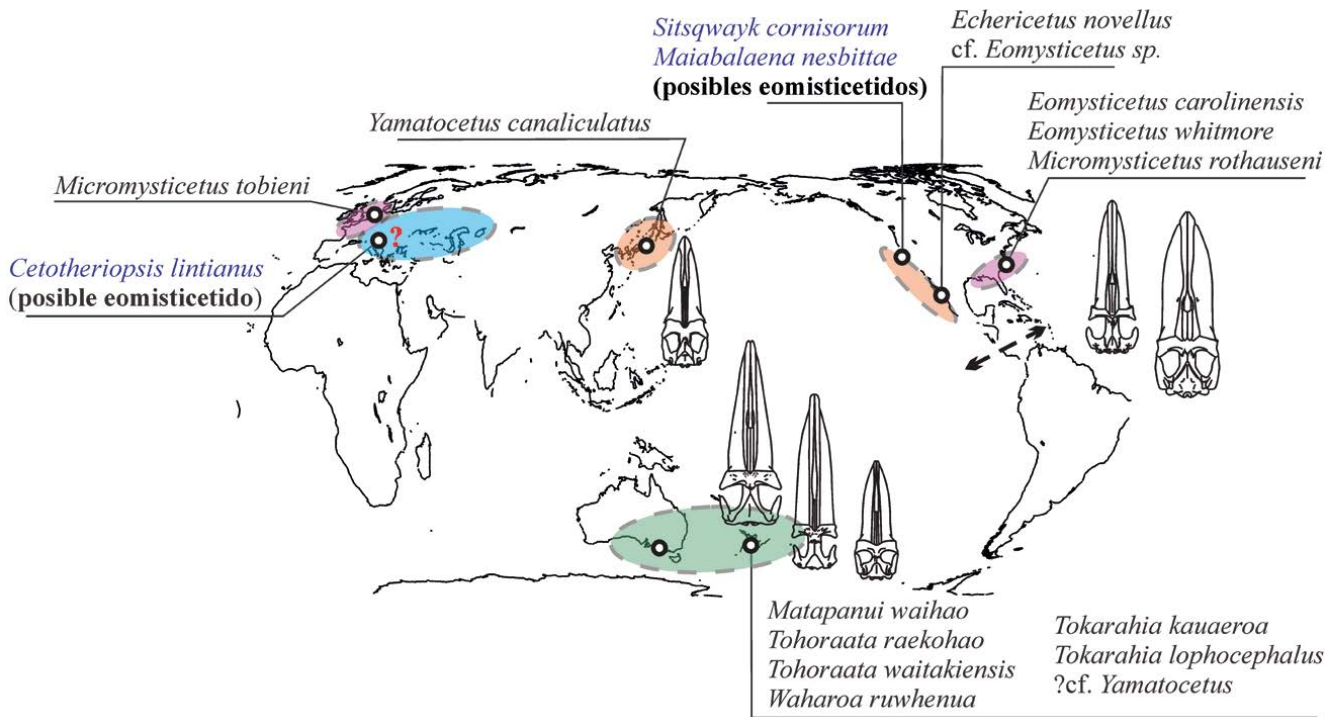 Sitsqwayk cornisorum
Maiabalaena nesbittae
(posibles eomisticetidos)
Echericetus novellus
cf. Eomysticetus sp.
Eomysticetus carolinensis
Eomysticetus whitmore
Micromysticetus rothauseni
Yamatocetus canaliculatus
Micromysticetus tobieni
?
Cetotheriopsis lintianus
(posible eomisticetido)
Matapanui waihao
Tohoraata raekohao
Tohoraata waitakiensis
Waharoa ruwhenua
Tokarahia kauaeroa
Tokarahia lophocephalus
?cf. Yamatocetus